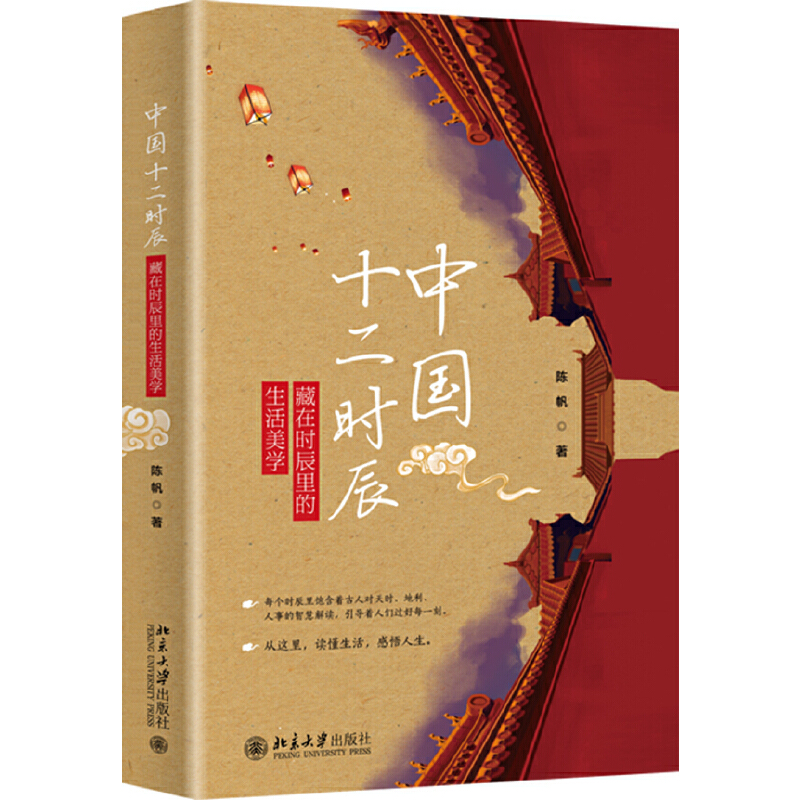 中国十二时辰
藏在时辰里的生活美学
陈帆◎著
北京大学出版社
PEKING UNIVERSITY PRESS
中国
十二时辰
藏在时辰里的
生活美学
陈帆◎著
每个时辰里饱含着古人对天时、地利、
人事的智慧解读，引导着人们过好每一刻。
从这里，读懂生活，感悟人生。
北京大学出版社
PEKING UNIVERSITY PRESS